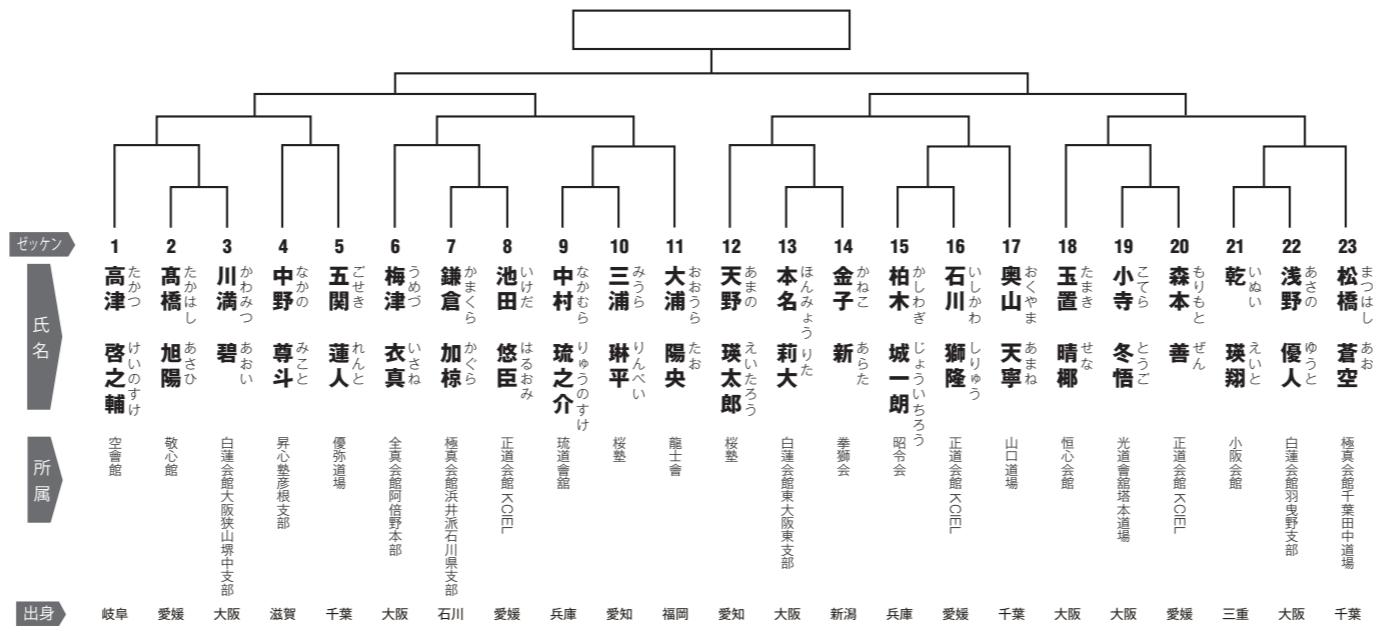 ゼッケン
1 2 3 4 5 6 7 8 9 10 11 12 13 14 15 16 17 18 19 20 21 22 23
氏名
高津 啓之輔
たかつ けいのすけ
髙橋 旭陽
たかはし あさひ
川満 碧
かわみつ あおい
中野 尊斗
なかの みこと
五関 蓮人
ごせき れんと
梅津 衣真
うめづ いさね
鎌倉 加椋
かまくら かぐら
池田 悠臣
いけだ はるおみ
中村 琉之介
なかむら りゅうのすけ
三浦 琳平
みうら りんぺい
大浦 陽央
おおうら たお
天野 瑛太郎
あまの えいたろう
本名 莉大
ほんみょう りた
金子 新
かねこ あらた
柏木 城一朗
かしわぎ じょういちろう
石川 獅隆
いしかわ しりゅう
奥山 天寧
おくやま あまね
玉置 晴椰
たまき せな
小寺 冬悟
こてら とうご
森本 善
もりもと ぜん
乾 瑛翔
いぬい えいと
浅野 優人
あさの ゆうと
松橋 蒼空
まつはし あお
所属
空會館
敬心館
白蓮会館大阪狭山堺中支部
昇心塾彦根支部
優弥道場
全真会館阿倍野本部
極真会館浜井派石川県支部
正道会館 KCIEL
琉道會舘
桜塾
龍士會
桜塾
白蓮会館東大阪東支部
拳獅会
昭令会
正道会館 KCIEL
山口道場
恒心会館
光道會舘塔本道場
正道会館 KCIEL
小阪会館
白蓮会館羽曳野支部
極真会館千葉田中道場
出身
岐阜 愛媛 大阪 滋賀 千葉 大阪 石川 愛媛 兵庫 愛知 福岡 愛知 大阪 新潟 兵庫 愛媛 千葉 大阪 大阪 愛媛 三重 大阪 千葉